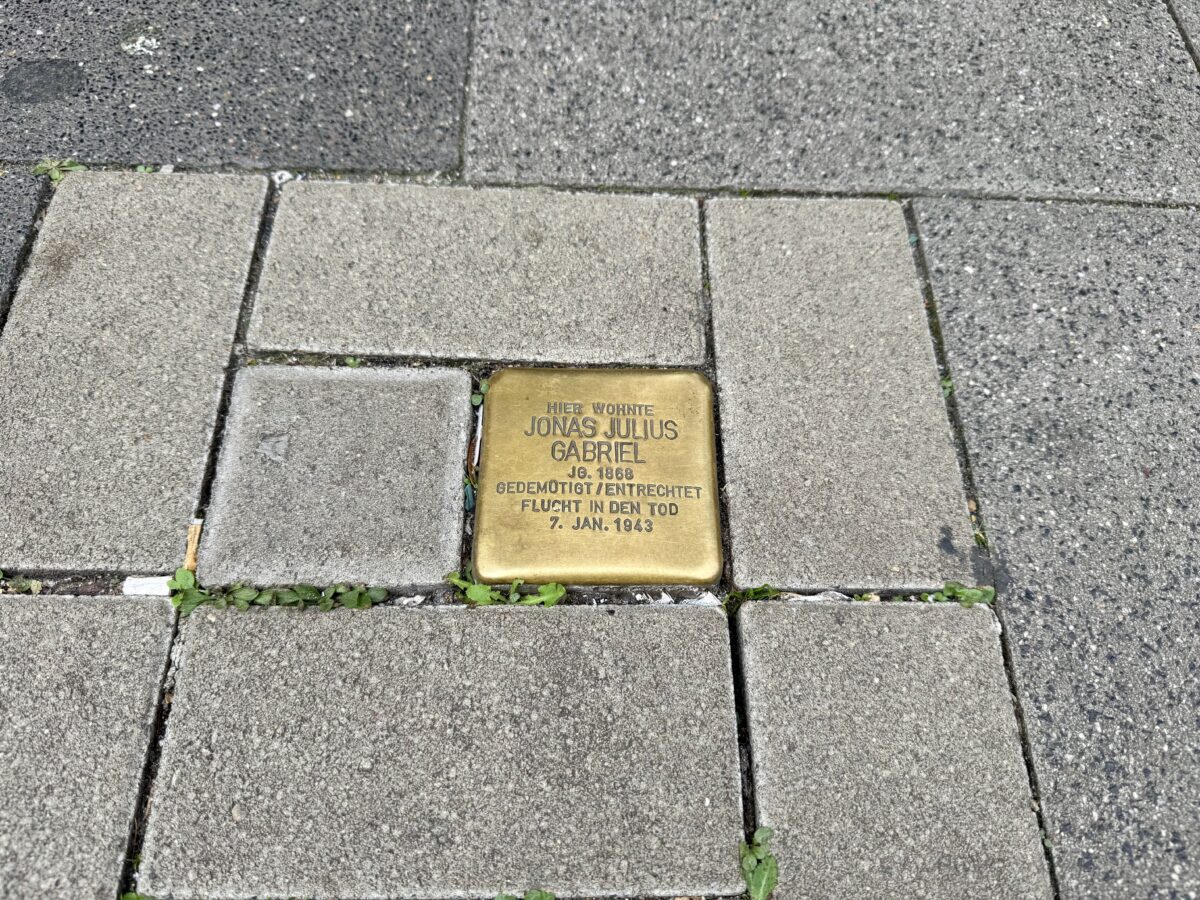 HIER WOHNTE
JONAS JULIUS
GABRIEL
JG. 1868
GEDEMÜTIGT/ENTRECHTET
FLUCHT IN DEN TOD
7. JAN. 1943